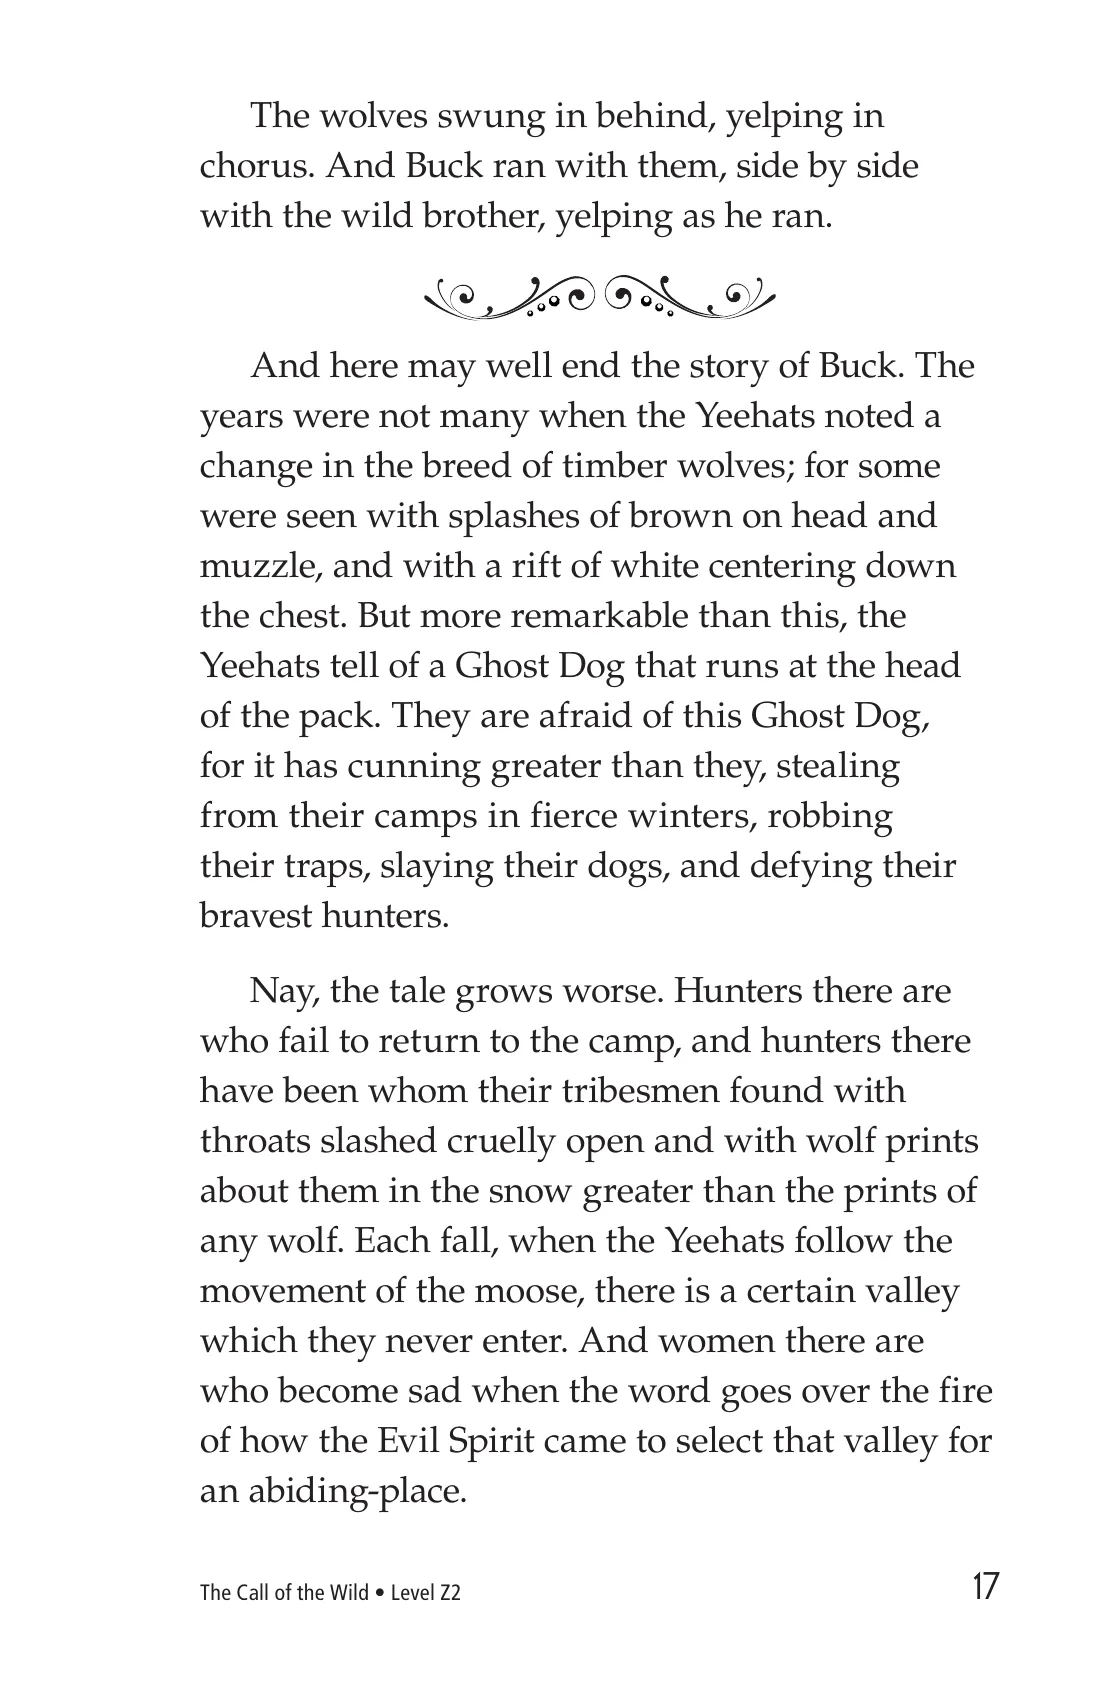 The wolves swung in behind, yelping in
chorus. And Buck ran with them, side by side
with the wild brother, yelping as he ran.
And here may well end the story of Buck. The
years were not many when the Yeehats noted a
change in the breed of timber wolves; for some
were seen with splashes of brown on head and
muzzle, and with a rift of white centering down
the chest. But more remarkable than this, the
Yeehats tell of a Ghost Dog that runs at the head
of the pack. They are afraid of this Ghost Dog,
for it has cunning greater than they, stealing
from their camps in fierce winters, robbing
their traps, slaying their dogs, and defying their
bravest hunters.
Nay, the tale grows worse. Hunters there are
who fail to return to the camp, and hunters there
have been whom their tribesmen found with
throats slashed cruelly open and with wolf prints
about them in the snow greater than the prints of
any wolf. Each fall, when the Yeehats follow the
movement of the moose, there is a certain valley
which they never enter. And women there are
who become sad when the word goes over the fire
of how the Evil Spirit came to select that valley for
an abiding-place.
The Call of the Wild • Level Z2
17